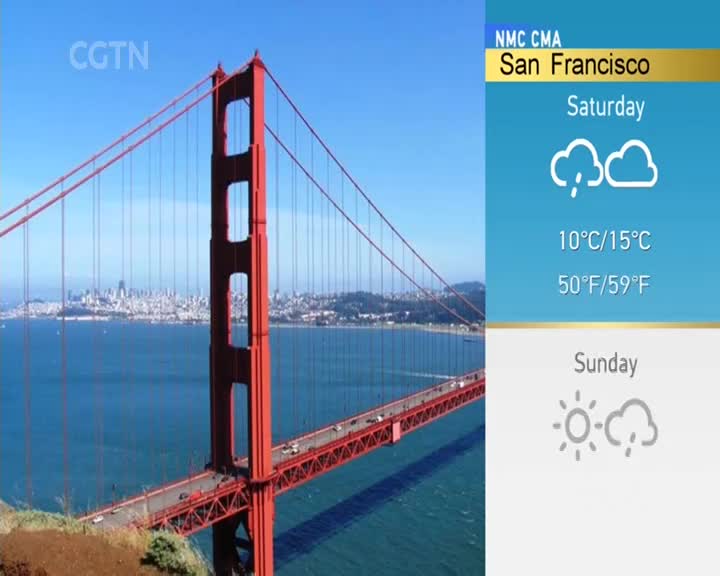 CGTN
NMC CMA
San Francisco
Saturday
10°C/15°C
50°F/59°F
Sunday